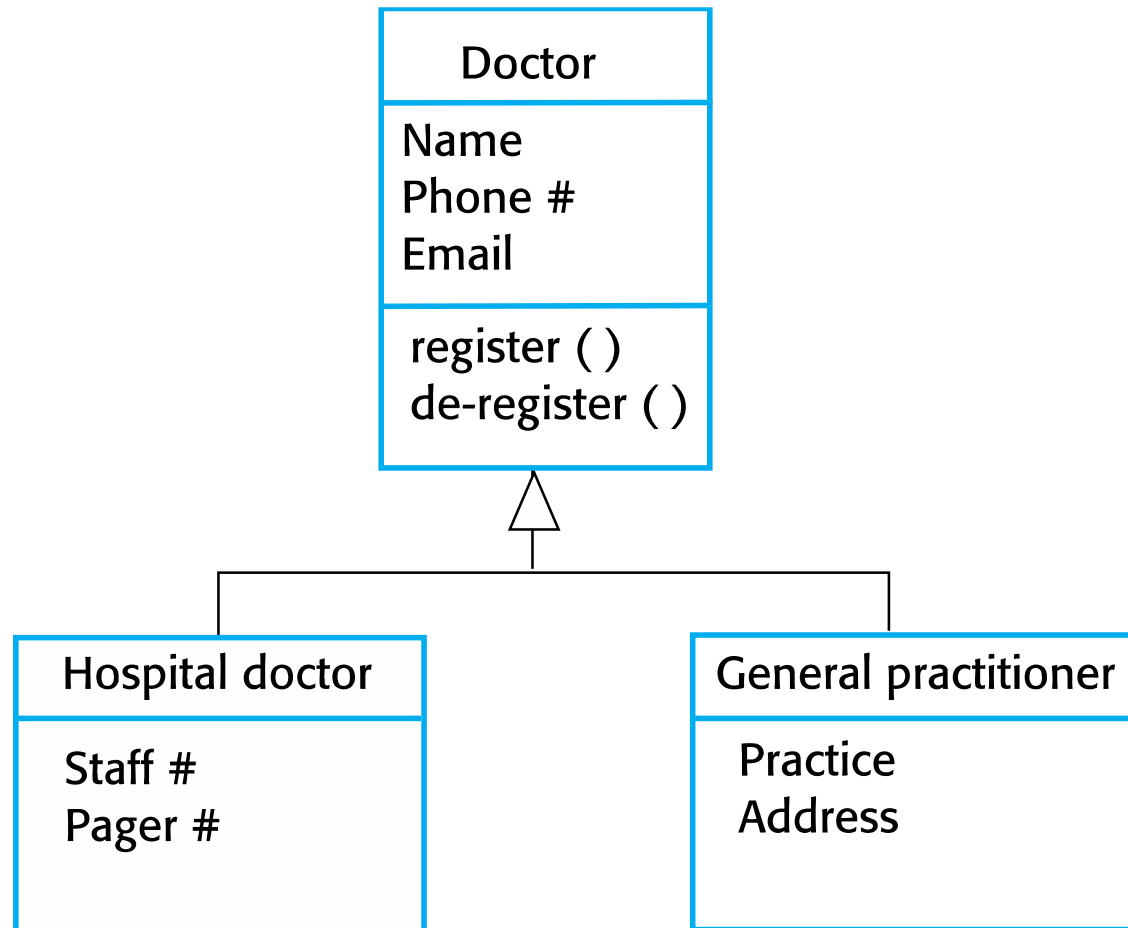 Doctor
Name
Phone #
Email
register ( )
de-register ( )
Hospital doctor
Staff #
Pager #
General practitioner
Practice
Address